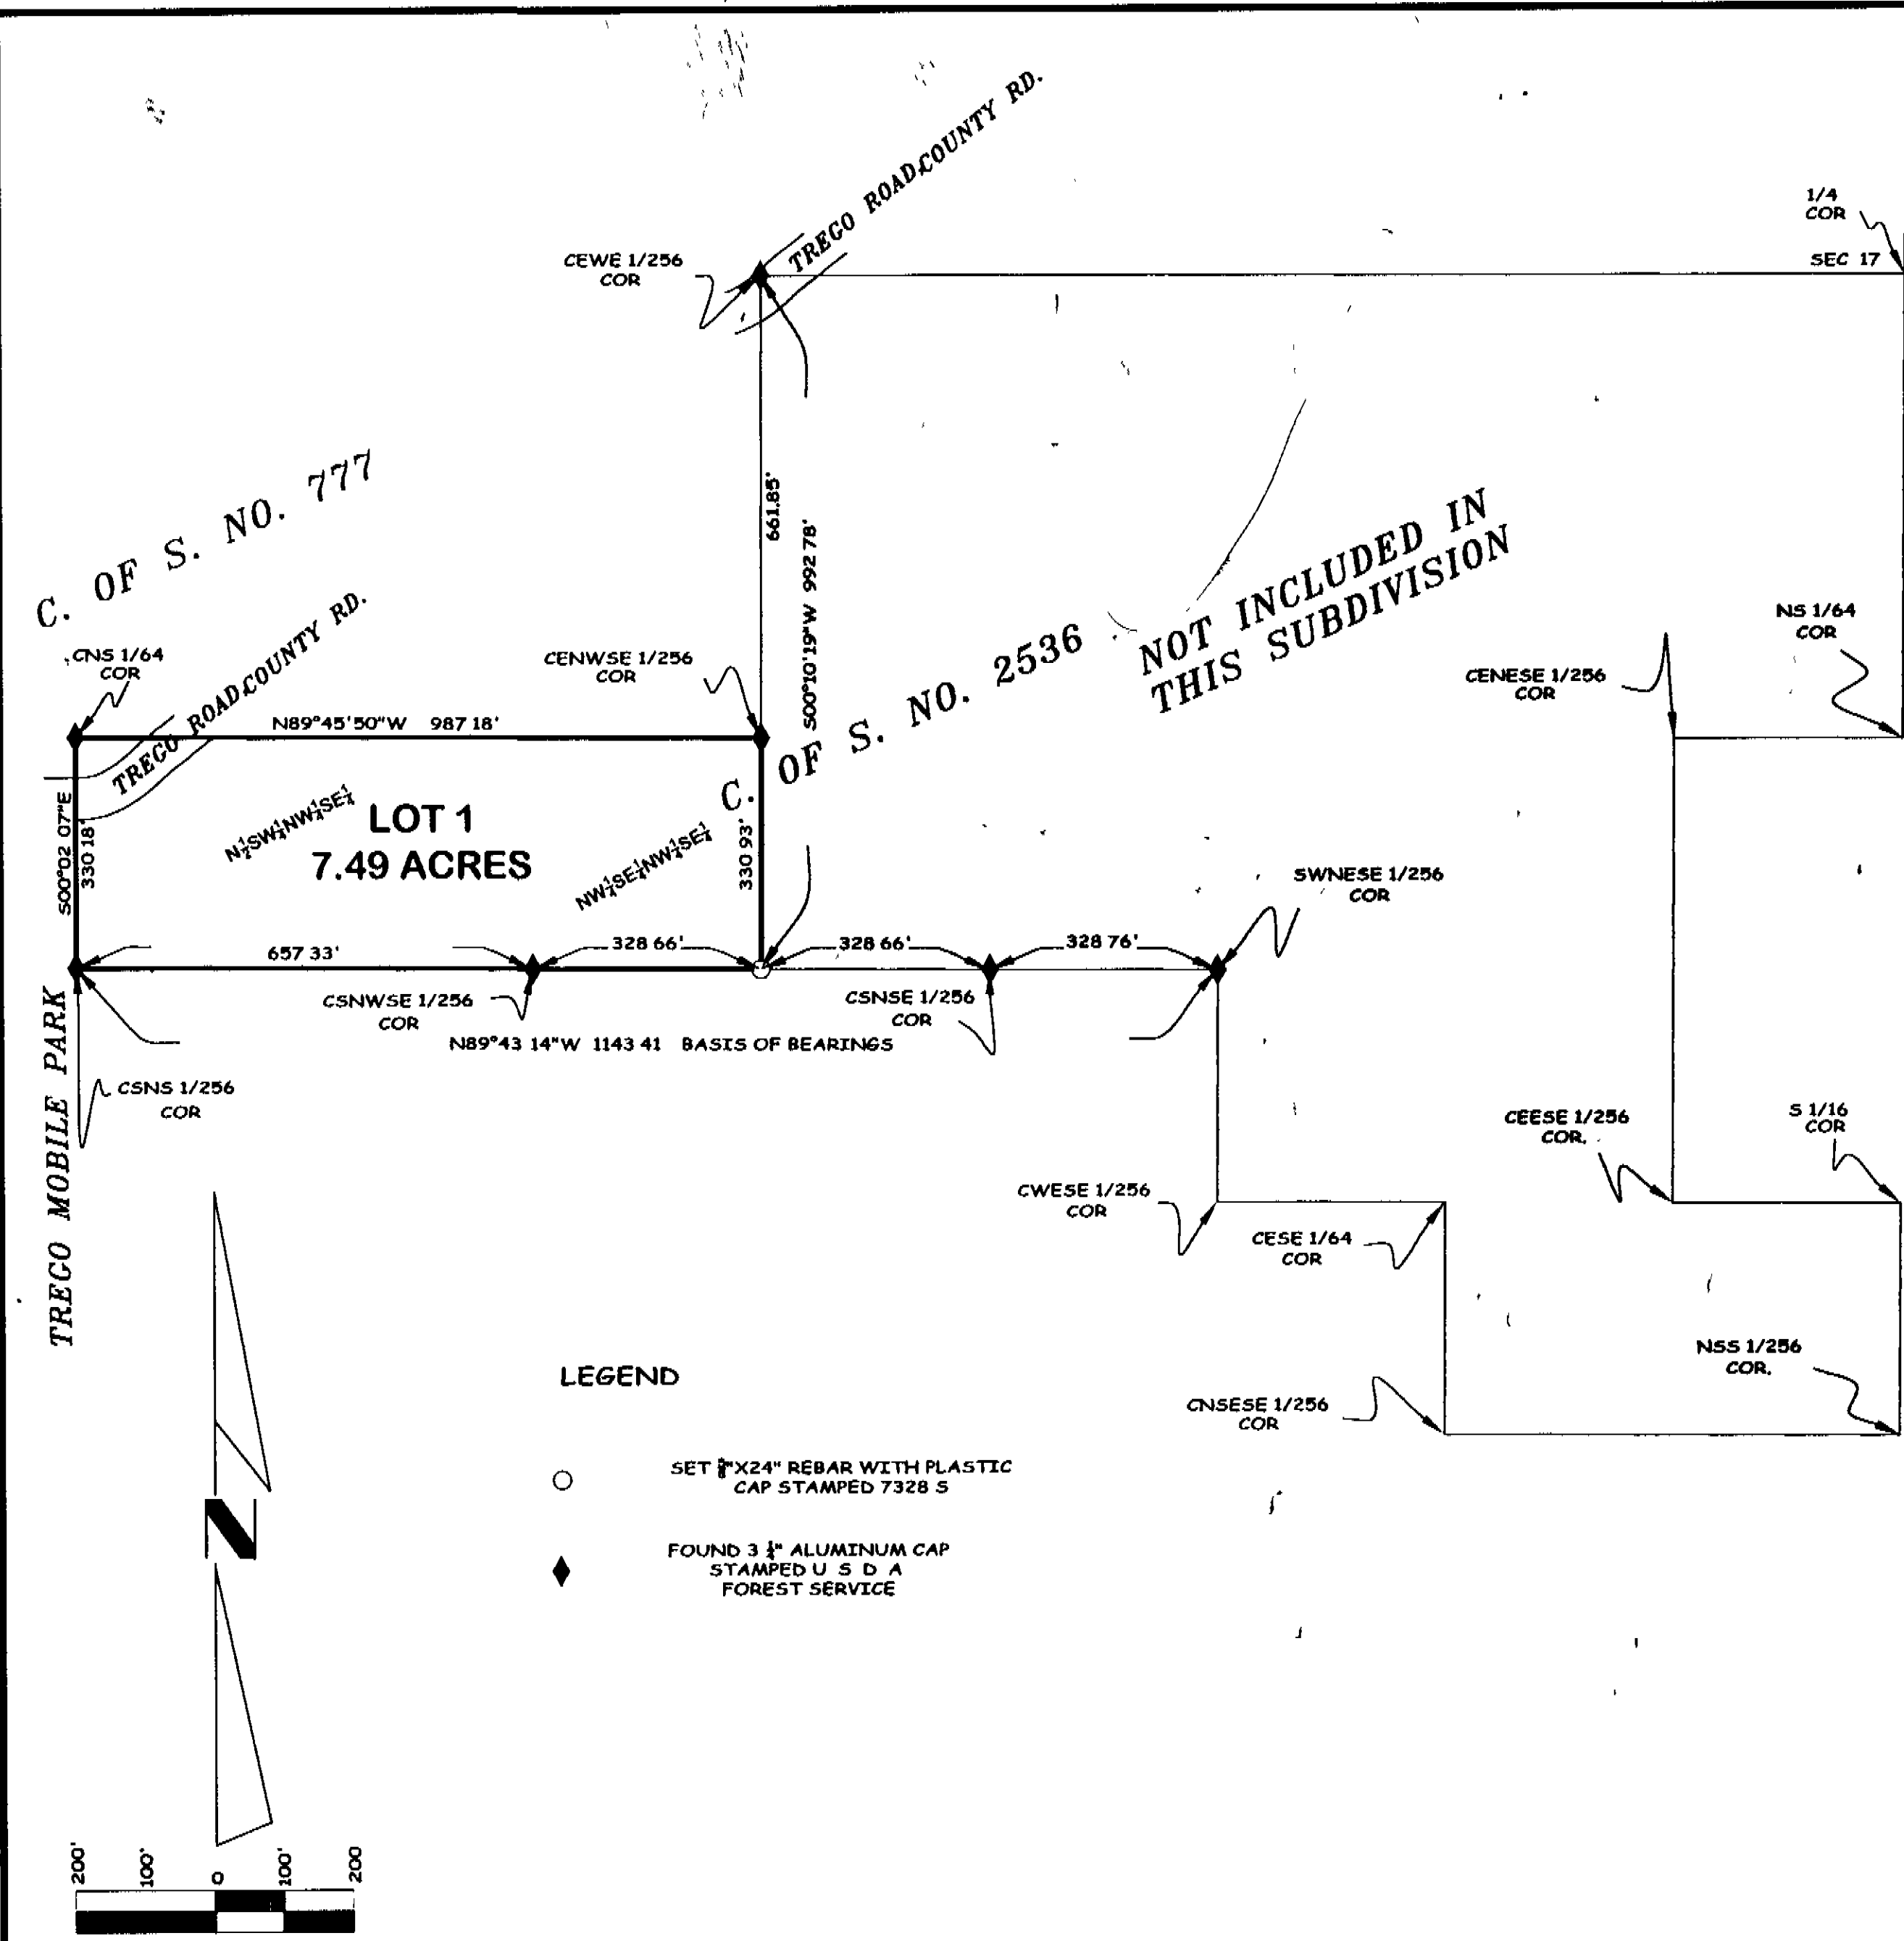 TREGO ROAD COUNTY RD.
1/4
COR
SEC 17
CEWE 1/256
COR
661.85'
S00°10'19"W 992 78'
C. OF S. NO. 777
TREGO ROAD COUNTY RD.
C. OF S. NO. 2536
NOT INCLUDED IN
THIS SUBDIVISION
CNS 1/64
COR
CENWSE 1/256
COR
NS 1/64
COR
CENESE 1/256
COR
N89°45'50"W 987 18'
S00°02 07"E
330 18'
N½SW¼NW¼SE¼
LOT 1
7.49 ACRES
NW¼SE¼NW¼SE¼
330 93'
SWNESE 1/256
COR
657 33'
328 66'
328 66'
328 76'
CSNWSE 1/256
COR
CSNSE 1/256
COR
N89°43 14"W 1143 41 BASIS OF BEARINGS
CSNS 1/256
COR
TREGO MOBILE PARK
CEESE 1/256
COR.
S 1/16
COR
CWESE 1/256
COR
CESE 1/64
COR
NSS 1/256
COR.
CNSESE 1/256
COR
LEGEND
SET "X24" REBAR WITH PLASTIC
CAP STAMPED 7328 S
FOUND 3 ¼" ALUMINUM CAP
STAMPED U S D A
FOREST SERVICE
N
200'
100'
0
100'
200